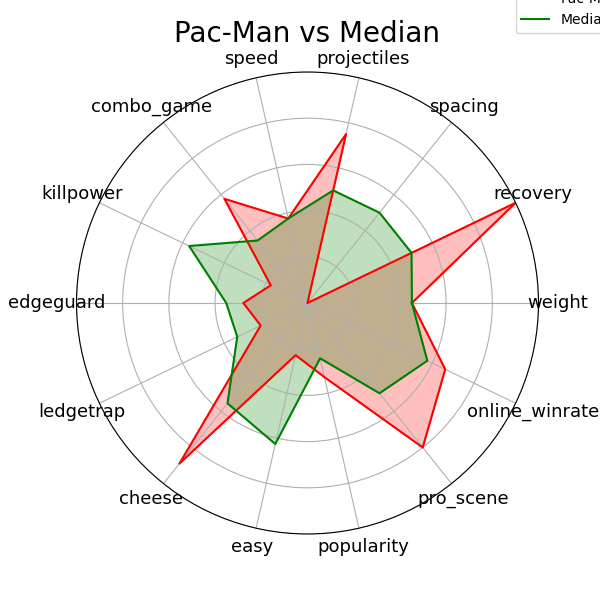 Pac-Man vs Median
speed
projectiles
combo_game
spacing
killpower
recovery
edgeguard
weight
ledgetrap
online_winrate
cheese
pro_scene
easy
popularity